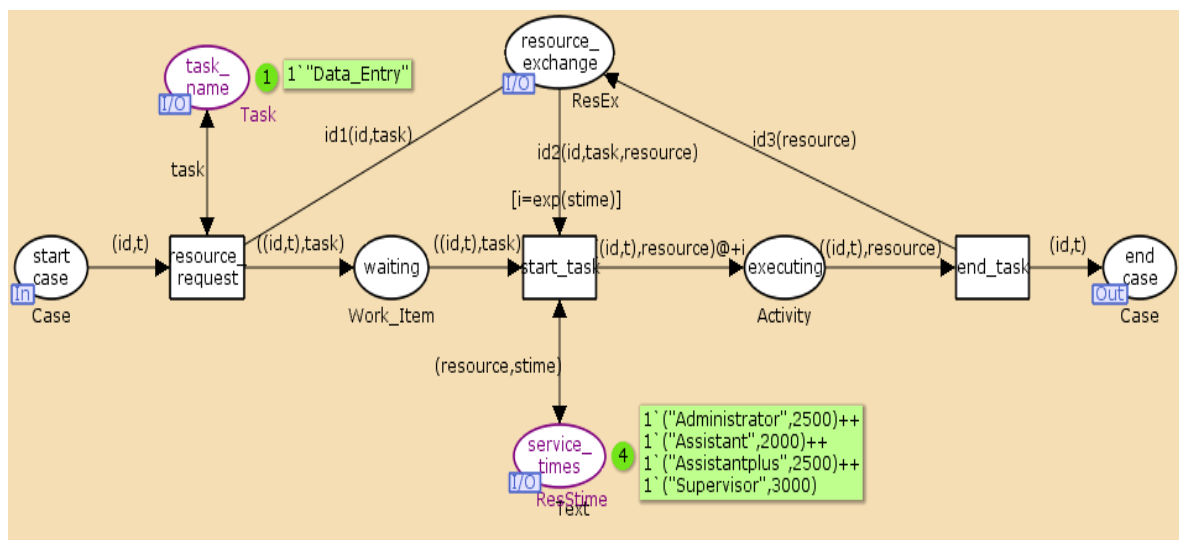 resource_
exchange
I/O
ResEx
task_
name
I/O
Task
1
1`"Data_Entry"
id1(id,task)
id2(id,task,resource)
id3(resource)
task
[i=exp(stime)]
start
case
In
Case
(id,t)
resource_
request
((id,t),task)
waiting
Work_Item
((id,t),task)
start_task
((id,t),resource)@+i
executing
Activity
((id,t),resource)
end_task
(id,t)
end
case
Out
Case
(resource,stime)
service_
times
I/O
ResStime
Text
4
1`("Administrator",2500)++
1`("Assistant",2000)++
1`("Assistantplus",2500)++
1`("Supervisor",3000)